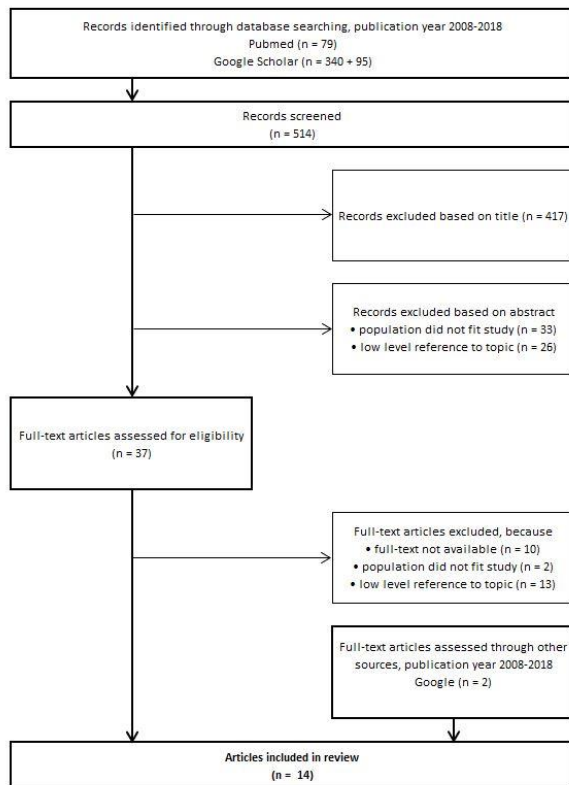 Records identified through database searching, publication year 2008-2018
Pubmed (n = 79)
Google Scholar (n = 340 + 95)
Records screened
(n = 514)
Records excluded based on title (n = 417)
Records excluded based on abstract
• population did not fit study (n = 33)
• low level reference to topic (n = 26)
Full-text articles assessed for eligibility
(n = 37)
Full-text articles excluded, because
• full-text not available (n = 10)
• population did not fit study (n = 2)
• low level reference to topic (n = 13)
Full-text articles assessed through other
sources, publication year 2008-2018
Google (n = 2)
Articles included in review
(n = 14)